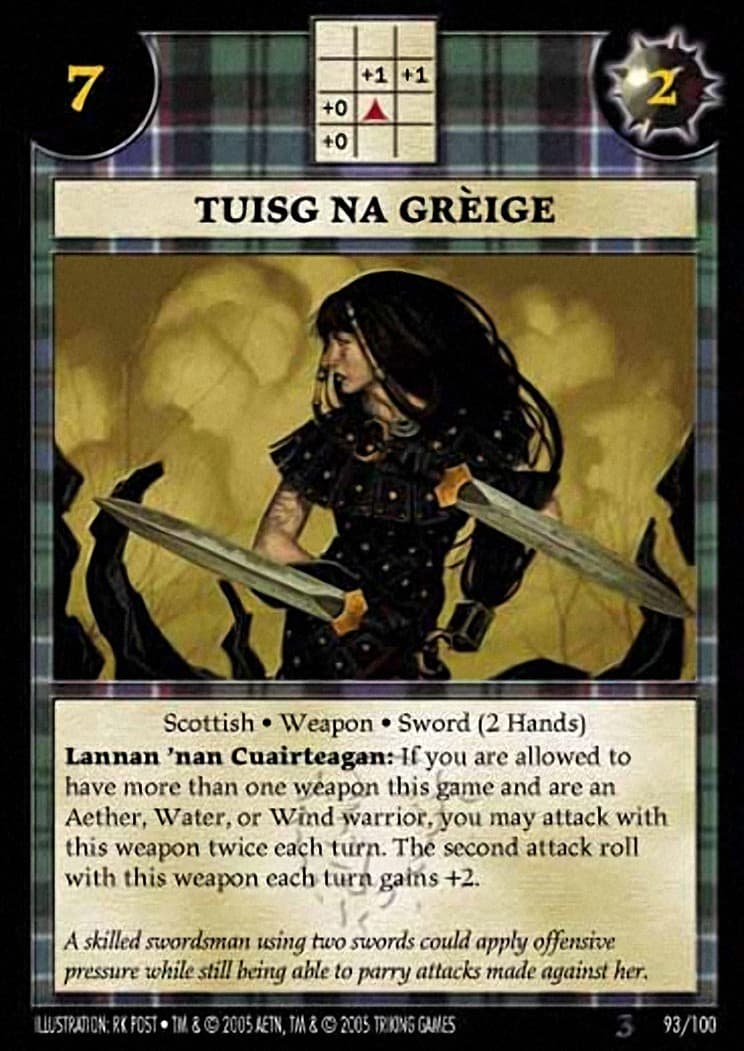 7
+1 +1
2
+0
+0
TUISG NA GRÈIGE
Scottish • Weapon • Sword (2 Hands)
Lannan ’nan Cuairteagan: If you are allowed to
have more than one weapon this game and are an
Aether, Water, or Wind warrior, you may attack with
this weapon twice each turn. The second attack roll
with this weapon each turn gains +2.
A skilled swordsman using two swords could apply offensive
pressure while still being able to parry attacks made against her.
ILLUSTRATION: RK POST • TM & © 2005 AETN, TM & © 2005 TRIKING GAMES 3 93/100